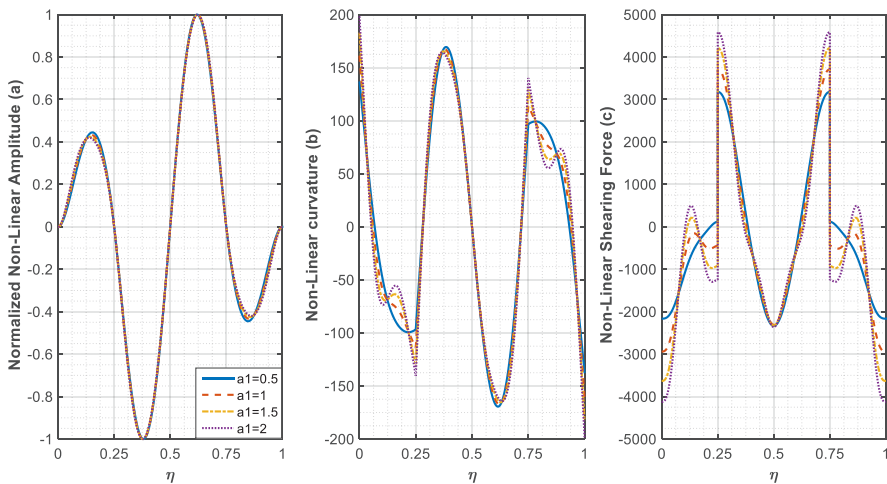 Normalized Non-Linear Amplitude (a)
1
0.8
0.6
0.4
0.2
0
-0.2
-0.4
-0.6
-0.8
-1
0 0.25 0.5 0.75 1
η
a1=0.5
a1=1
a1=1.5
a1=2
Non-Linear curvature (b)
200
150
100
50
0
-50
-100
-150
-200
0 0.25 0.5 0.75 1
η
Non-Linear Shearing Force (c)
5000
4000
3000
2000
1000
0
-1000
-2000
-3000
-4000
-5000
0 0.25 0.5 0.75 1
η